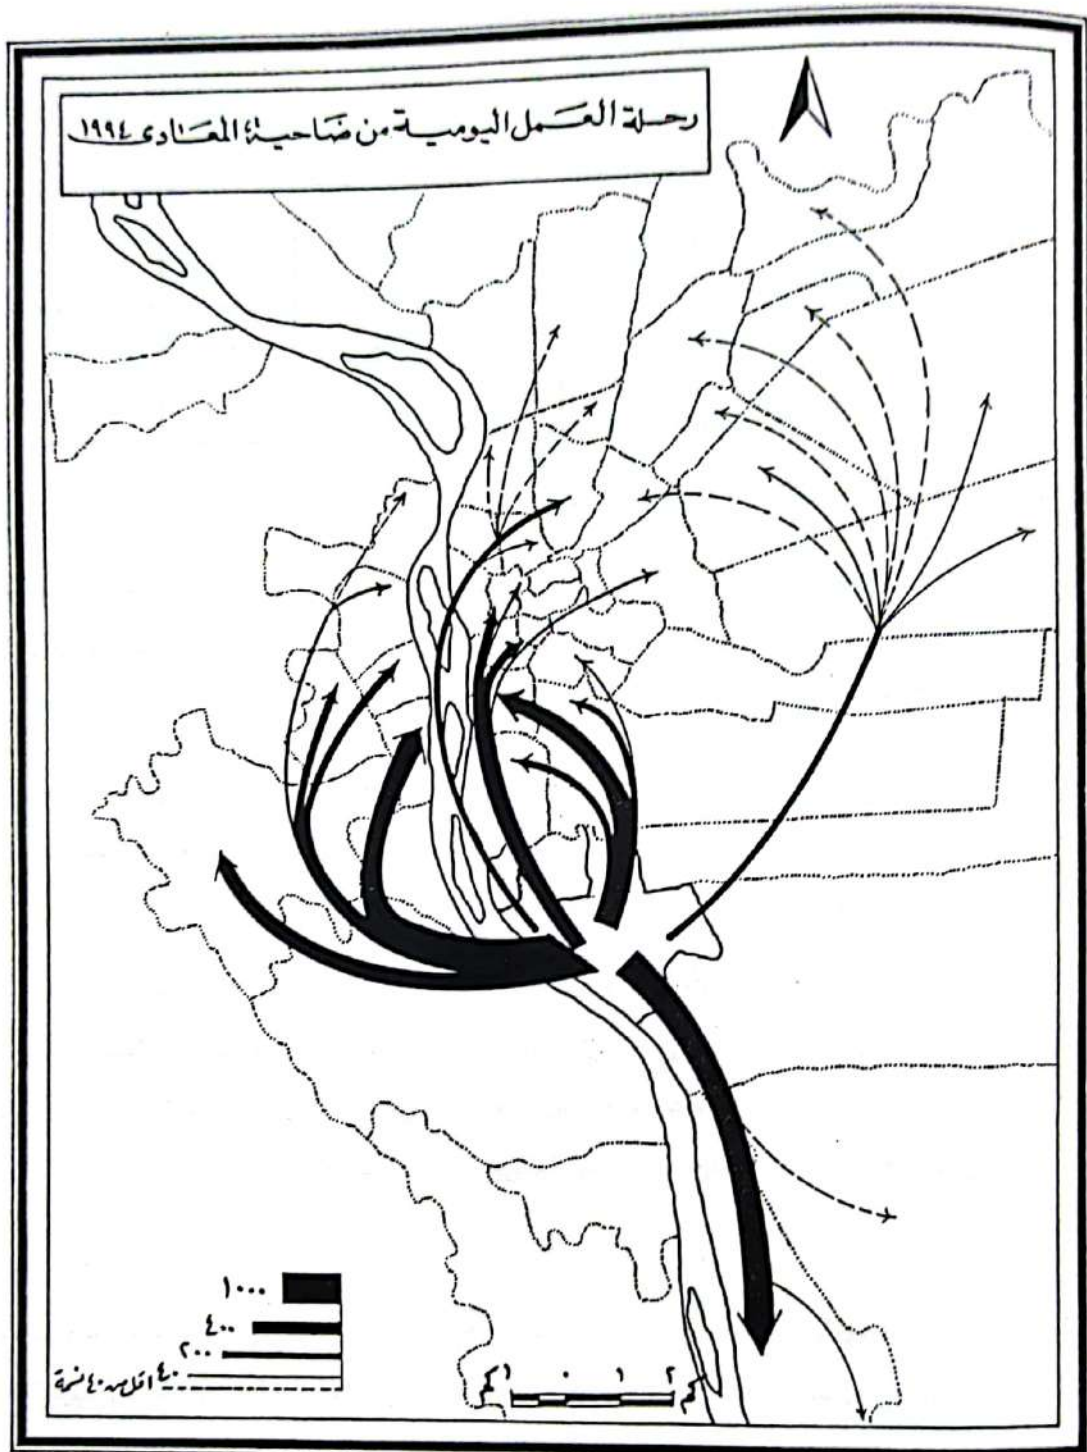 رحلة العمل اليومية من ضاحية المعادى ١٩٩٤
١٠٠٠
٤٠٠
٢٠٠
٤٠
اقل من ٤٠ نسمة
كم ١ ٠ ١ ٢ كم